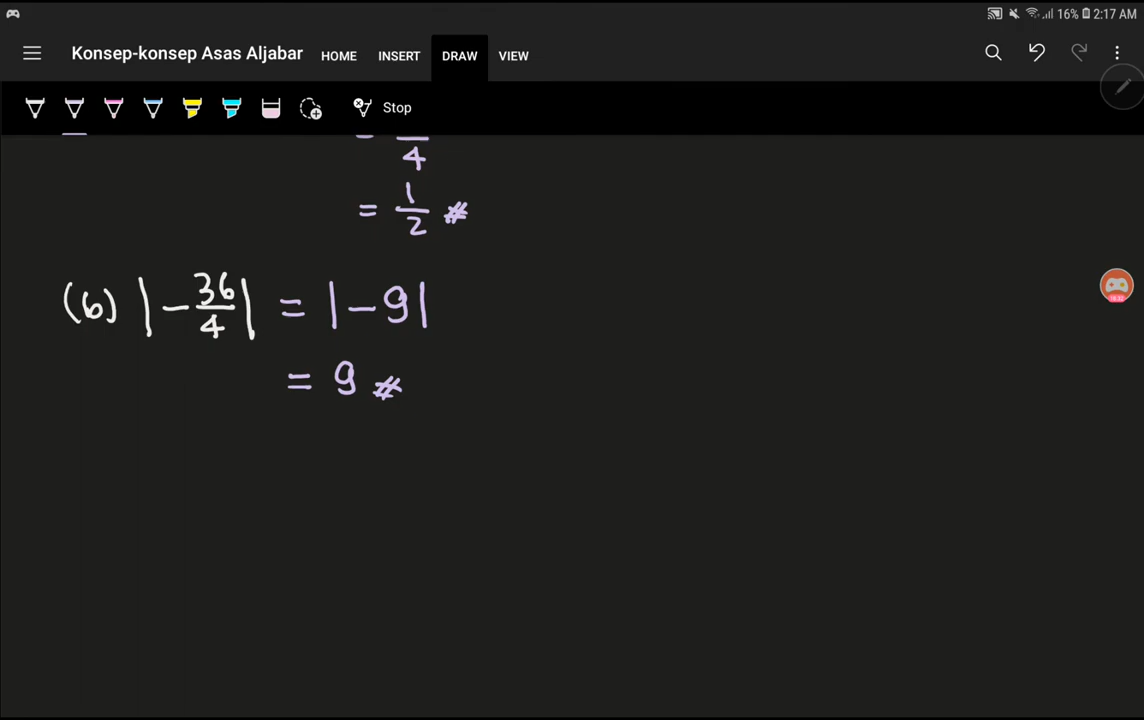 16% 2:17 AM
Konsep-konsep Asas Aljabar HOME INSERT DRAW VIEW
Stop
= —/4
= 1/2 #
(b) |-36/4| = |-9|
= 9 #